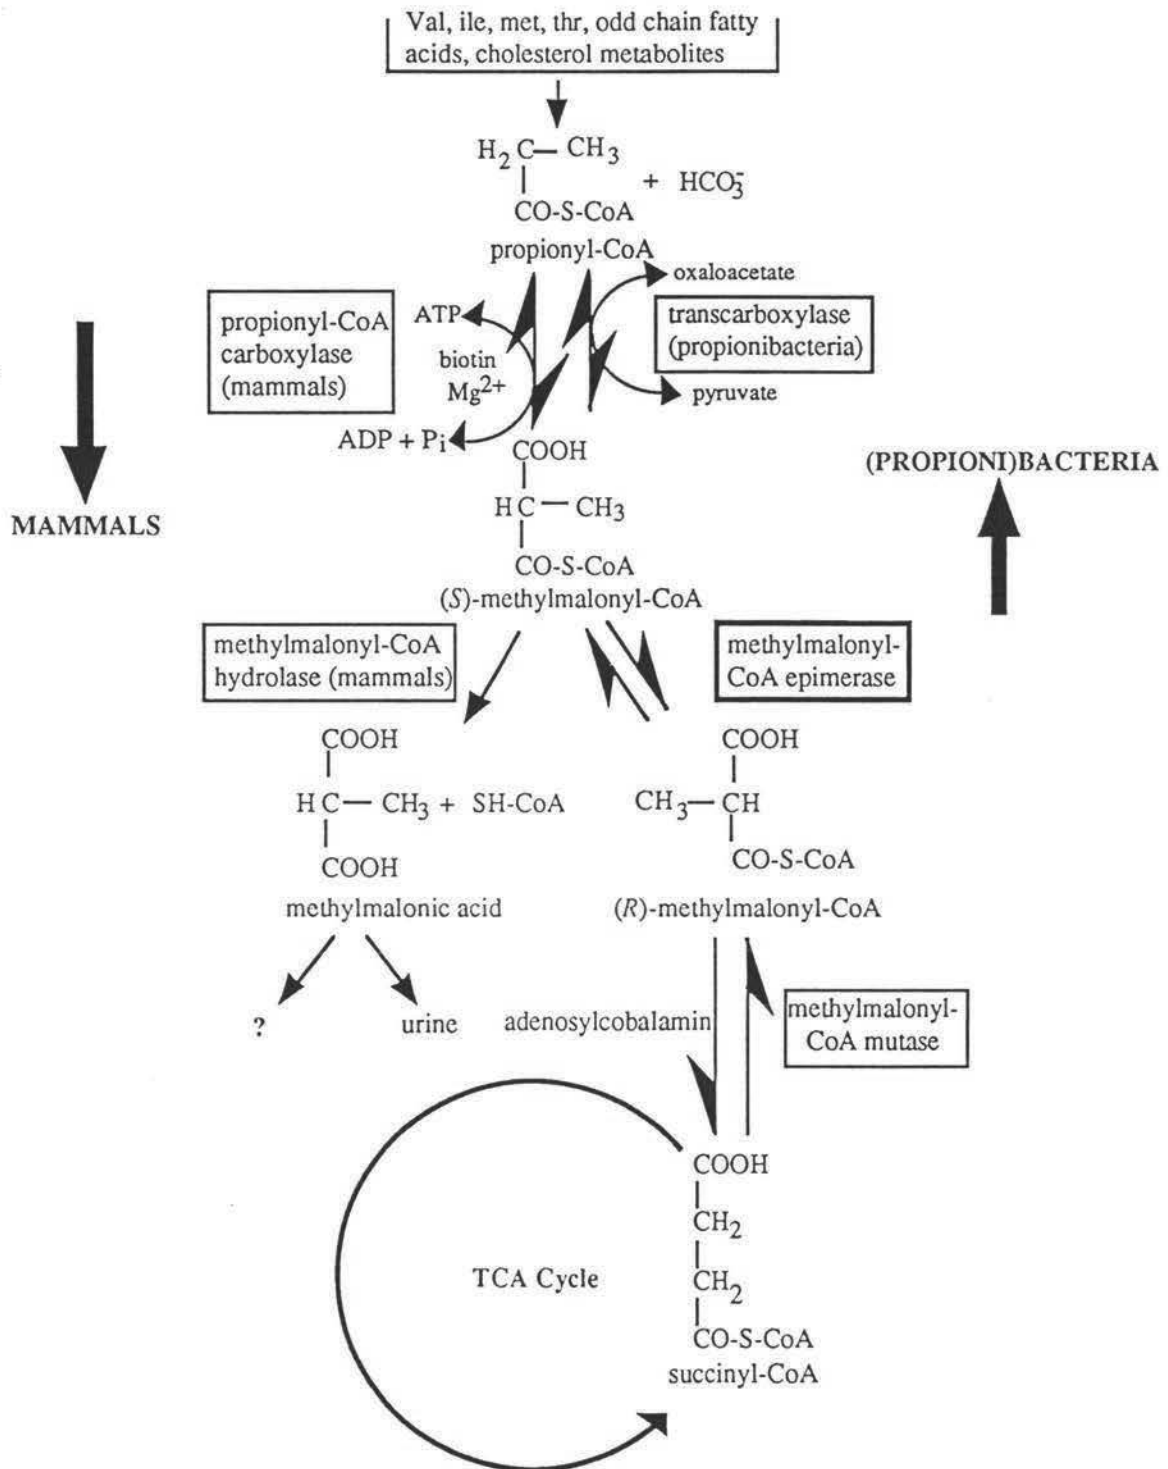 Val, ile, met, thr, odd chain fatty
acids, cholesterol metabolites
H2C—CH3
+ HCO3-
CO-S-CoA
propionyl-CoA
oxaloacetate
propionyl-CoA
carboxylase
(mammals)
ATP
biotin
Mg2+
ADP + Pi
transcarboxylase
(propionibacteria)
pyruvate
COOH
HC—CH3
CO-S-CoA
(S)-methylmalonyl-CoA
MAMMALS
(PROPIONI)BACTERIA
methylmalonyl-CoA
hydrolase (mammals)
methylmalonyl-
CoA epimerase
COOH
HC—CH3 + SH-CoA
COOH
methylmalonic acid
COOH
CH3—CH
CO-S-CoA
(R)-methylmalonyl-CoA
?
urine
adenosylcobalamin
methylmalonyl-
CoA mutase
COOH
CH2
CH2
CO-S-CoA
succinyl-CoA
TCA Cycle